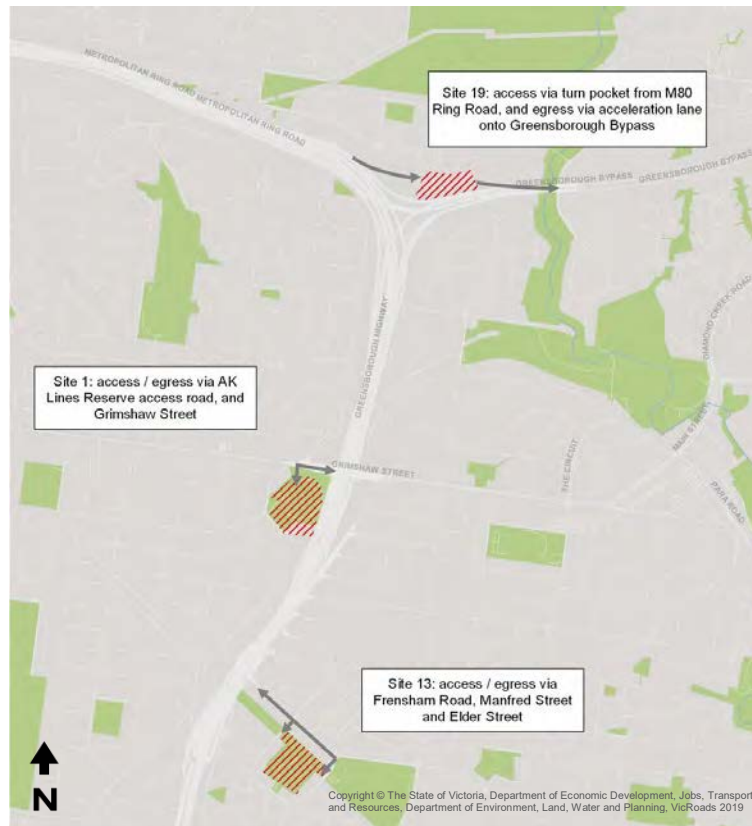 METROPOLITAN RING ROAD METROPOLITAN RING ROAD
Site 19: access via turn pocket from M80
Ring Road, and egress via acceleration lane
onto Greensborough Bypass
GREENSBOROUGH BYPASS
GREENSBOROUGH BYPASS
GREENSBOROUGH HIGHWAY
DIAMOND CREEK ROAD
Site 1: access / egress via AK
Lines Reserve access road, and
Grimshaw Street
MAIN STREET
GRIMSHAW STREET
THE CIRCUIT
PARA ROAD
Site 13: access / egress via
Frensham Road, Manfred Street
and Elder Street
N
Copyright © The State of Victoria, Department of Economic Development, Jobs, Transport
and Resources, Department of Environment, Land, Water and Planning, VicRoads 2019